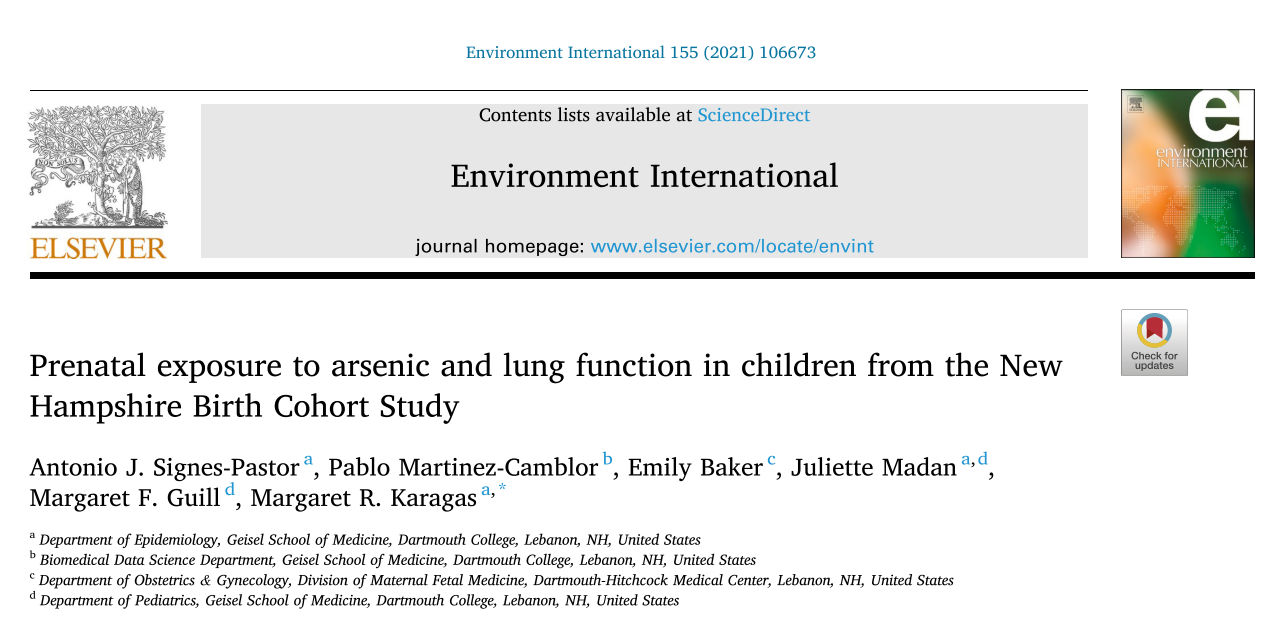 Environment International 155 (2021) 106673
Contents lists available at ScienceDirect
Environment International
journal homepage: www.elsevier.com/locate/envint
NON SOLUS
ELSEVIER
ei
environment
INTERNATIONAL
Check for
updates
Prenatal exposure to arsenic and lung function in children from the New
Hampshire Birth Cohort Study
Antonio J. Signes-Pastor a, Pablo Martinez-Camblor b, Emily Baker c, Juliette Madan a,d,
Margaret F. Guill d, Margaret R. Karagas a,*
a Department of Epidemiology, Geisel School of Medicine, Dartmouth College, Lebanon, NH, United States
b Biomedical Data Science Department, Geisel School of Medicine, Dartmouth College, Lebanon, NH, United States
c Department of Obstetrics & Gynecology, Division of Maternal Fetal Medicine, Dartmouth-Hitchcock Medical Center, Lebanon, NH, United States
d Department of Pediatrics, Geisel School of Medicine, Dartmouth College, Lebanon, NH, United States